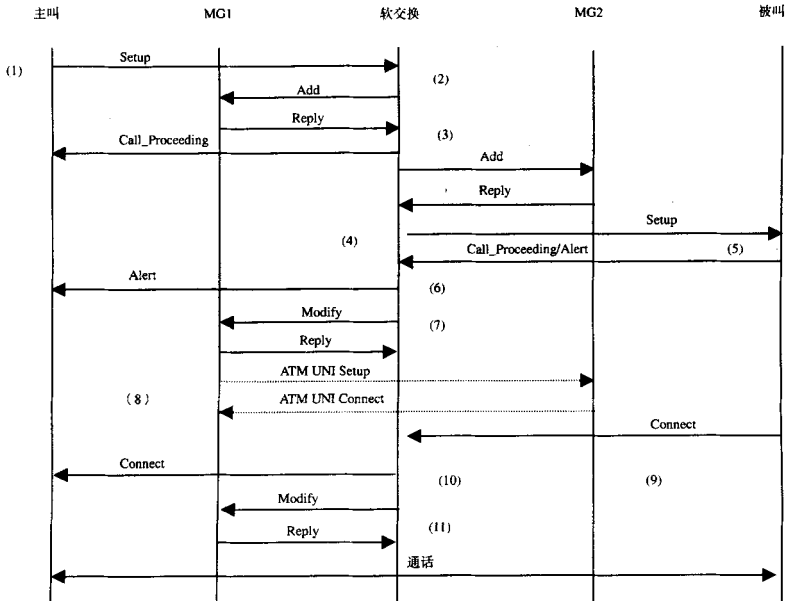 主叫 MG1 软交换 MG2 被叫
Setup
(1)
(2)
Add
Reply
(3)
Call_Proceeding
Add
Reply
Setup
(4)
Call_Proceeding/Alert (5)
Alert
(6)
Modify
(7)
Reply
ATM UNI Setup
(8)
ATM UNI Connect
Connect
Connect
(10) (9)
Modify
(11)
Reply
通话